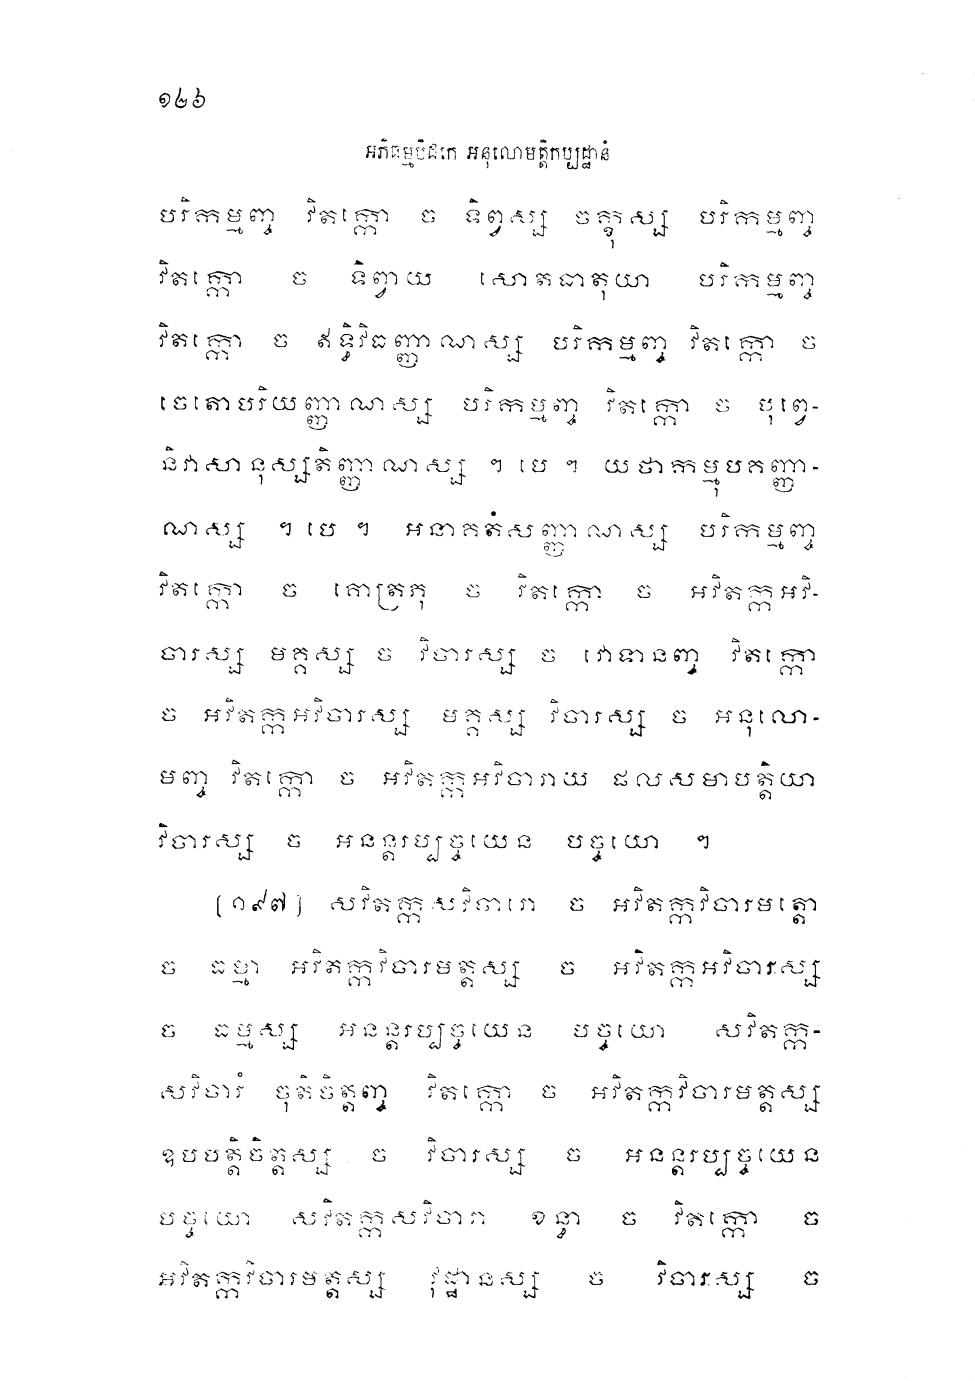 ១២៦
អភិធម្មបិដកេ អនុលោមត្តិកប្បដ្ឋានំ
បរិកម្មញ្ច វិតក្កោ ច ទិព្វស្ស ចក្ខុស្ស បរិកម្មញ្ច
វិតក្កោ ច ទិព្វាយ សោតធាតុយា បរិកម្មញ្ច
វិតក្កោ ច ឥទ្ធិវិធញ្ញាណស្ស បរិកម្មញ្ច វិតក្កោ ច
ចេតោបរិយញ្ញាណស្ស បរិកម្មញ្ច វិតក្កោ ច បុព្វេ-
និវាសានុស្សតិញ្ញាណស្ស ។ បេ ។ យថាកម្មុបគញ្ញា-
ណស្ស ។ បេ ។ អនាគតំសញ្ញាណស្ស បរិកម្មញ្ច
វិតក្កោ ច គោត្រភុ ច វិតក្កោ ច អវិតក្កអវិ-
ចារស្ស មគ្គស្ស ច វិចារស្ស ច វោទានញ្ច វិតក្កោ
ច អវិតក្កអវិចារស្ស មគ្គស្ស វិចារស្ស ច អនុលោ-
មញ្ច វិតក្កោ ច អវិតក្កអវិចារាយ ផលសមាបត្តិយា
វិចារស្ស ច អនន្តរប្បច្ចយេន បច្ចយោ ។
(១៩៧) សវិតក្កសវិចារោ ច អវិតក្កវិចារមត្តោ
ច ធម្មា អវិតក្កវិចារមត្តស្ស ច អវិតក្កអវិចារស្ស
ច ធម្មស្ស អនន្តរប្បច្ចយេន បច្ចយោ សវិតក្ក-
សវិចារំ ចុតិចិត្តញ្ច វិតក្កោ ច អវិតក្កវិចារមត្តស្ស
ឧបបត្តិចិត្តស្ស ច វិចារស្ស ច អនន្តរប្បច្ចយេន
បច្ចយោ សវិតក្កសវិចារា ខន្ធា ច វិតក្កោ ច
អវិតក្កវិចារមត្តស្ស វុដ្ឋានស្ស ច វិចារស្ស ច